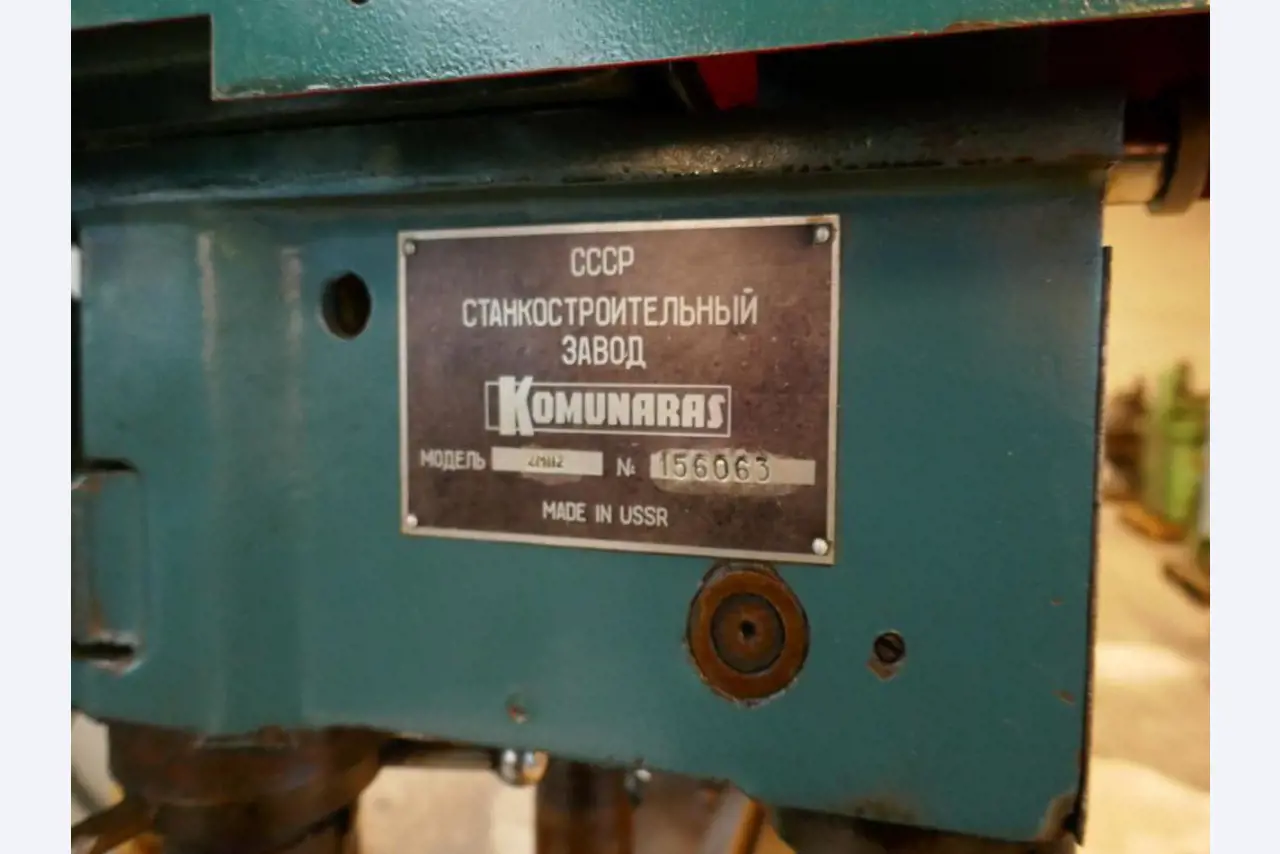 СССР
СТАНКОСТРОИТЕЛЬНЫЙ
ЗАВОД
KOMUNARAS
МОДЕЛЬ 2М112 № 156063
MADE IN USSR